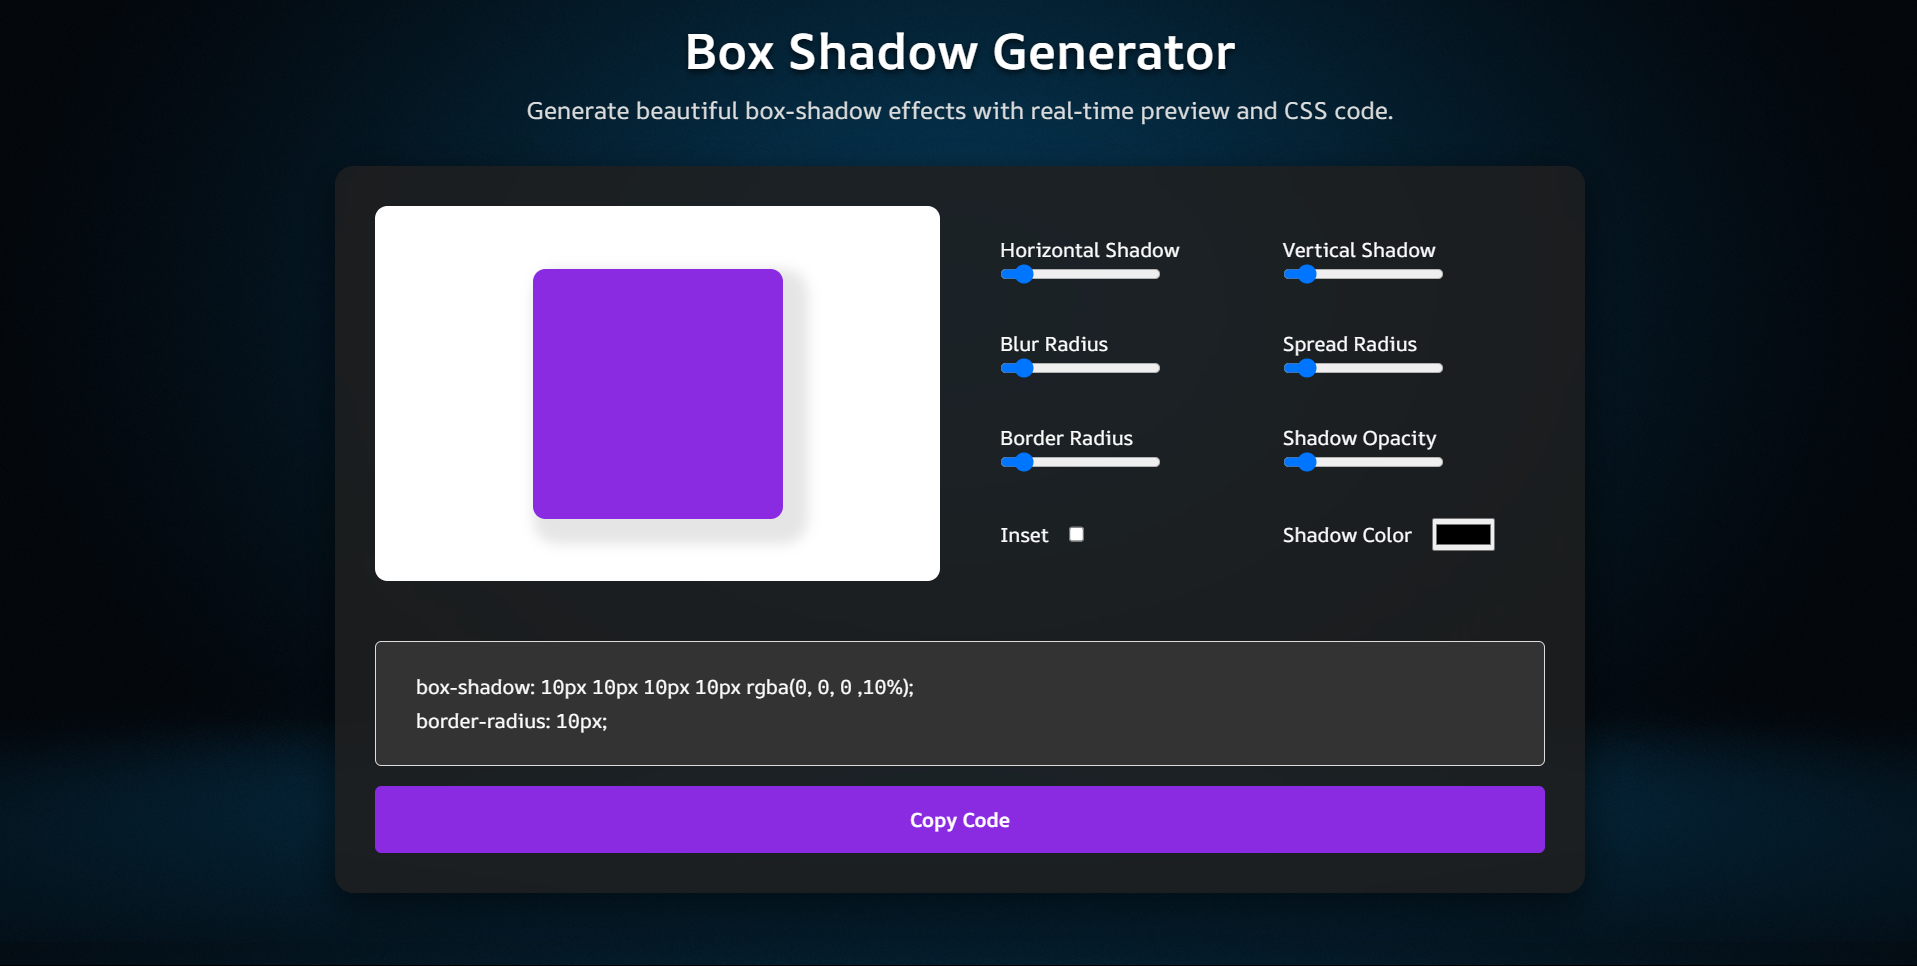 Box Shadow Generator
Generate beautiful box-shadow effects with real-time preview and CSS code.
Horizontal Shadow
Vertical Shadow
Blur Radius
Spread Radius
Border Radius
Shadow Opacity
Inset
Shadow Color
box-shadow: 10px 10px 10px 10px rgba(0, 0, 0 ,10%);
border-radius: 10px;
Copy Code